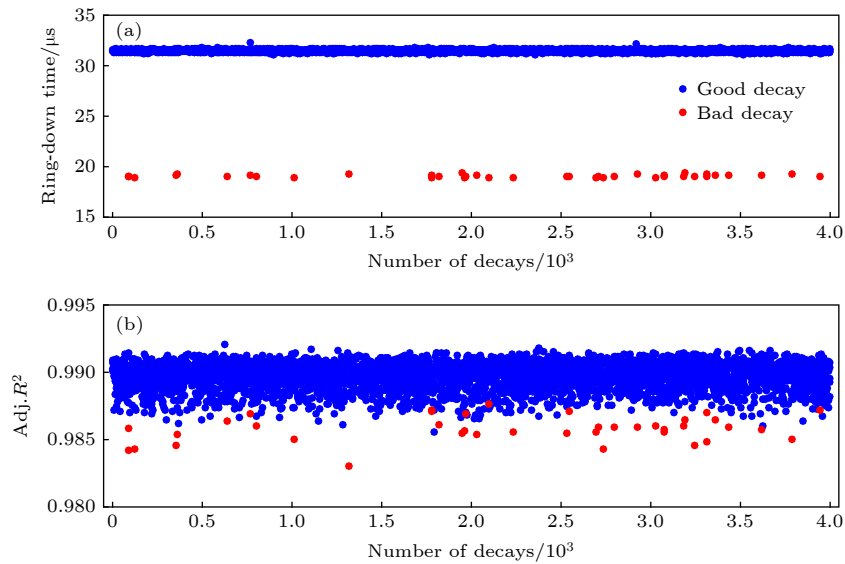 35
(a)
30
25
20
15
Ring-down time/μs
Good decay
Bad decay
0 0.5 1.0 1.5 2.0 2.5 3.0 3.5 4.0
Number of decays/10³
0.995
(b)
0.990
0.985
0.980
Adj.R²
0 0.5 1.0 1.5 2.0 2.5 3.0 3.5 4.0
Number of decays/10³